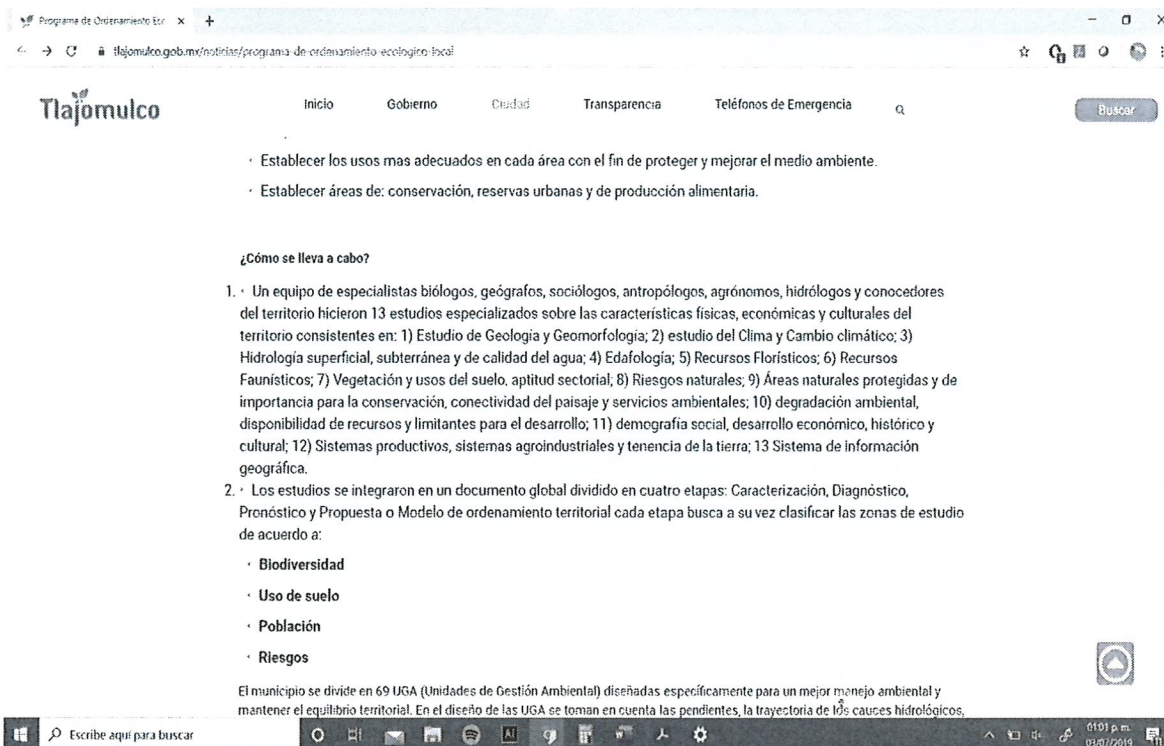 Programa de Ordenamiento Ecc × +
tlajomulco.gob.mx/noticias/programa-de-ordenamiento-ecologico-local
Tlajomulco
Inicio Gobierno Ciudad Transparencia Teléfonos de Emergencia Buscar
· Establecer los usos mas adecuados en cada área con el fin de proteger y mejorar el medio ambiente.
· Establecer áreas de: conservación, reservas urbanas y de producción alimentaria.
¿Cómo se lleva a cabo?
1. · Un equipo de especialistas biólogos, geógrafos, sociólogos, antropólogos, agrónomos, hidrólogos y conocedores
del territorio hicieron 13 estudios especializados sobre las características físicas, económicas y culturales del
territorio consistentes en: 1) Estudio de Geología y Geomorfología; 2) estudio del Clima y Cambio climático; 3)
Hidrología superficial, subterránea y de calidad del agua; 4) Edafología; 5) Recursos Florísticos; 6) Recursos
Faunísticos; 7) Vegetación y usos del suelo, aptitud sectorial; 8) Riesgos naturales; 9) Áreas naturales protegidas y de
importancia para la conservación, conectividad del paisaje y servicios ambientales; 10) degradación ambiental,
disponibilidad de recursos y limitantes para el desarrollo; 11) demografía social, desarrollo económico, histórico y
cultural; 12) Sistemas productivos, sistemas agroindustriales y tenencia de la tierra; 13 Sistema de información
geográfica.
2. · Los estudios se integraron en un documento global dividido en cuatro etapas: Caracterización, Diagnóstico,
Pronóstico y Propuesta o Modelo de ordenamiento territorial cada etapa busca a su vez clasificar las zonas de estudio
de acuerdo a:
· Biodiversidad
· Uso de suelo
· Población
· Riesgos
El municipio se divide en 69 UGA (Unidades de Gestión Ambiental) diseñadas específicamente para un mejor manejo ambiental y
mantener el equilibrio territorial. En el diseño de las UGA se toman en cuenta las pendientes, la trayectoria de los cauces hidrológicos,
Escribe aquí para buscar
01:01 p.m.
03/07/2019